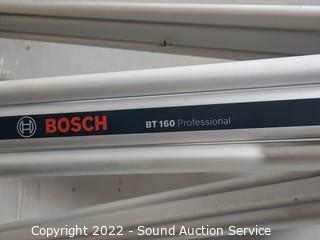 BOSCH BT 160 Professional
Copyright 2022 - Sound Auction Service